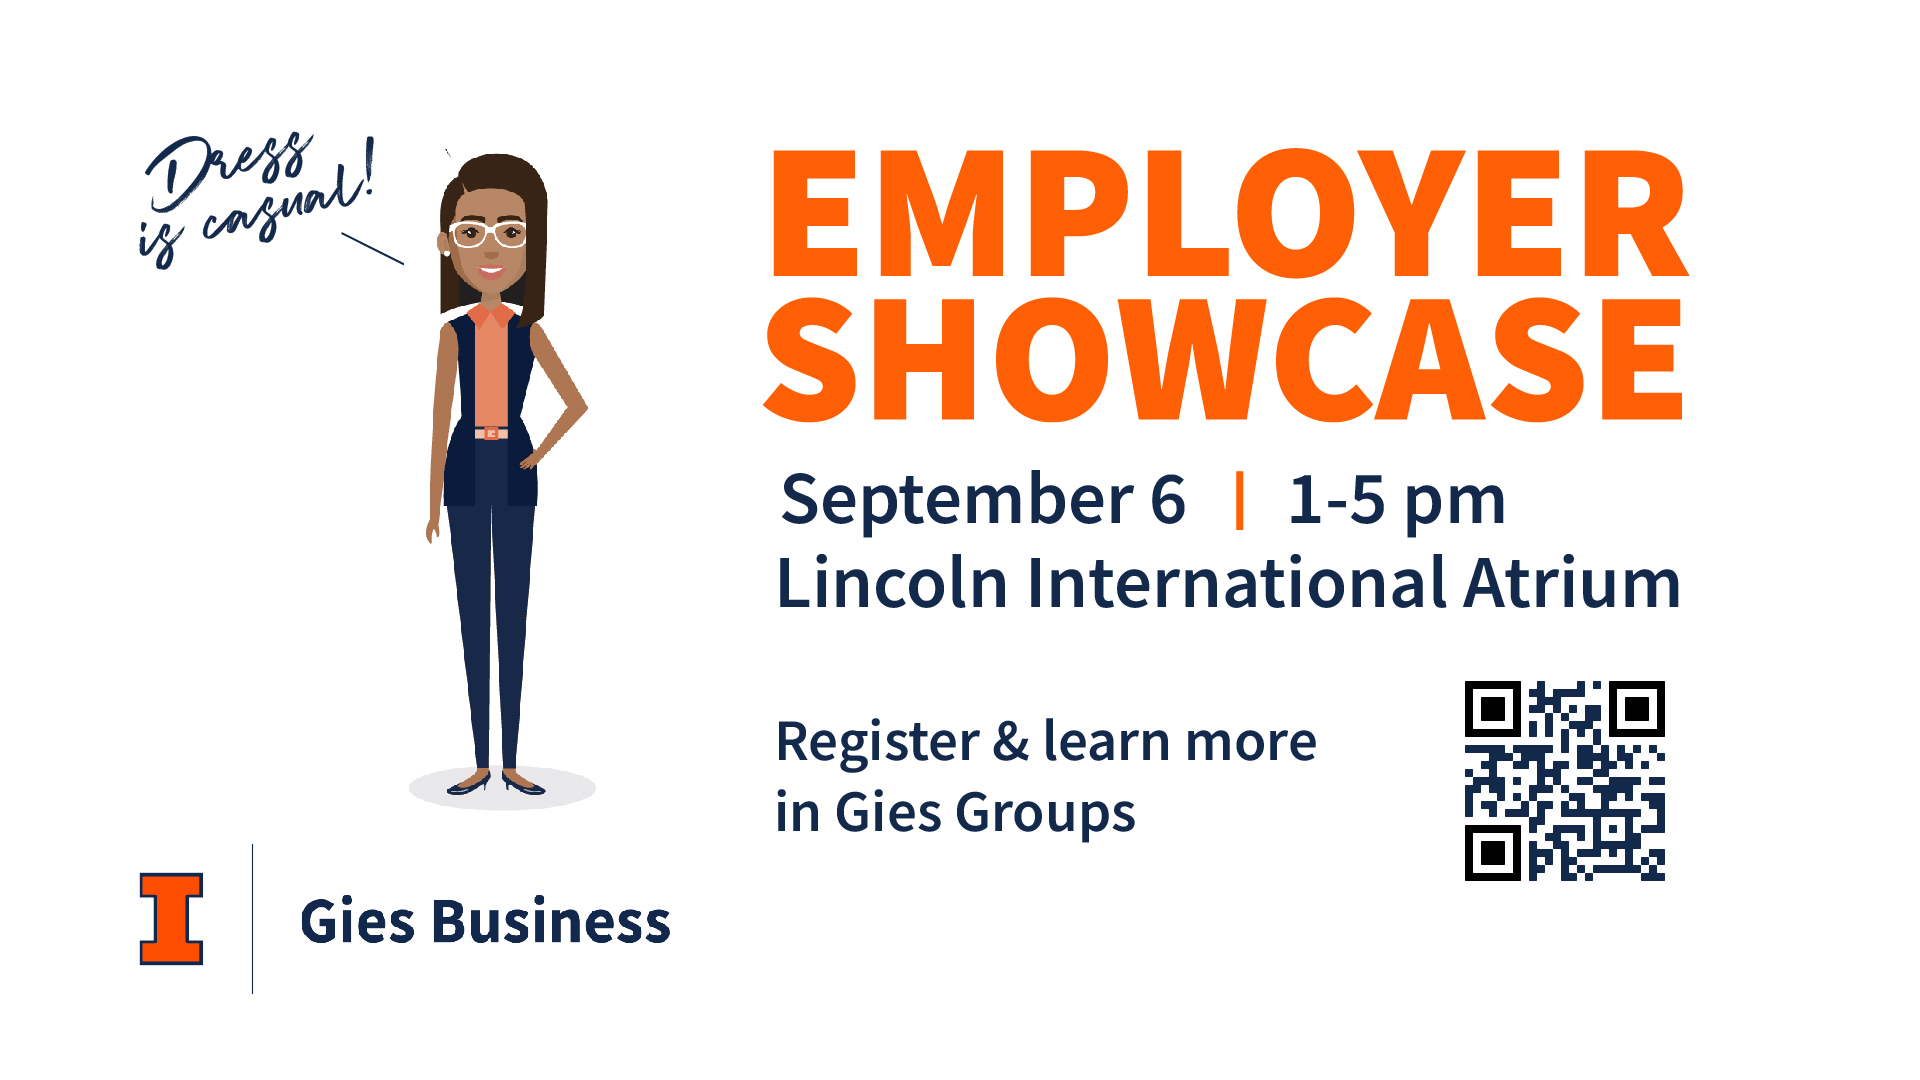 Dress
is casual!
EMPLOYER
SHOWCASE
September 6 | 1-5 pm
Lincoln International Atrium
Register & learn more
in Gies Groups
I
Gies Business